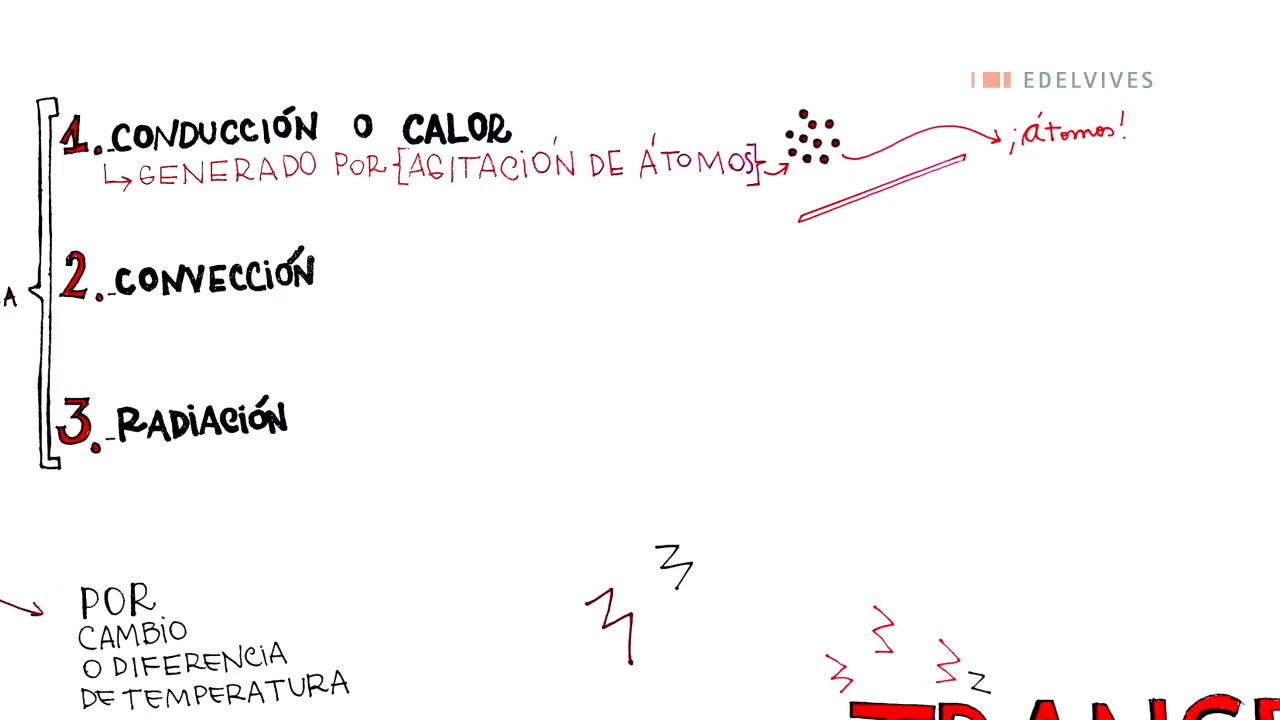 EDELVIVES
1. CONDUCCIÓN O CALOR
GENERADO POR {AGITACIÓN DE ÁTOMOS}
¡átomos!
A
2. CONVECCIÓN
3. RADIACIÓN
POR
CAMBIO
O DIFERENCIA
DE TEMPERATURA